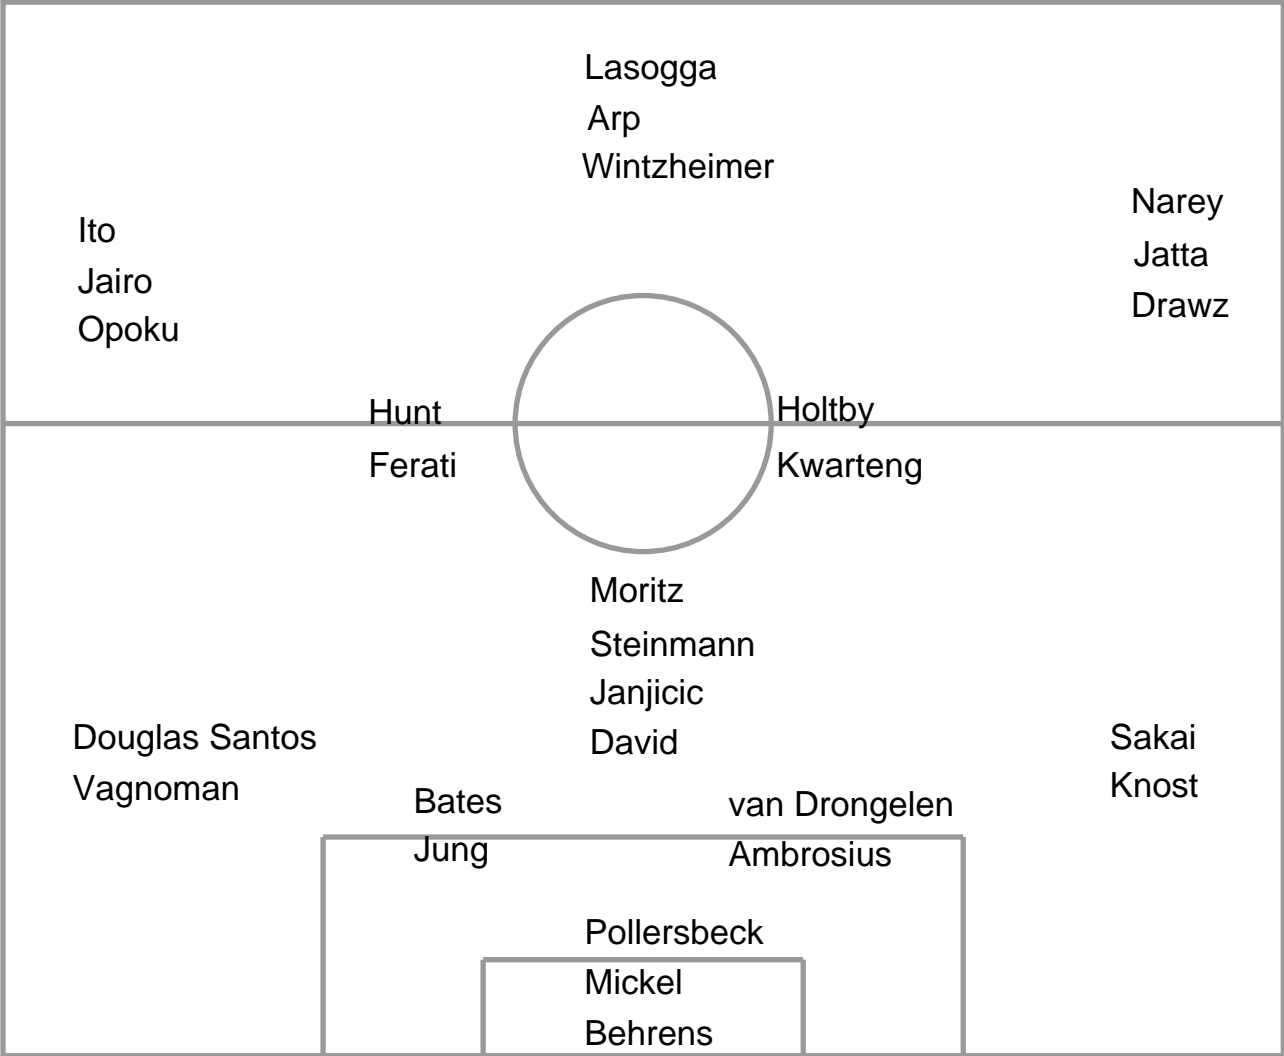 Lasogga
Arp
Wintzheimer
Narey
Jatta
Drawz
Ito
Jairo
Opoku
Hunt
Ferati
Holtby
Kwarteng
Moritz
Steinmann
Janjicic
David
Douglas Santos
Vagnoman
Sakai
Knost
Bates
Jung
van Drongelen
Ambrosius
Pollersbeck
Mickel
Behrens